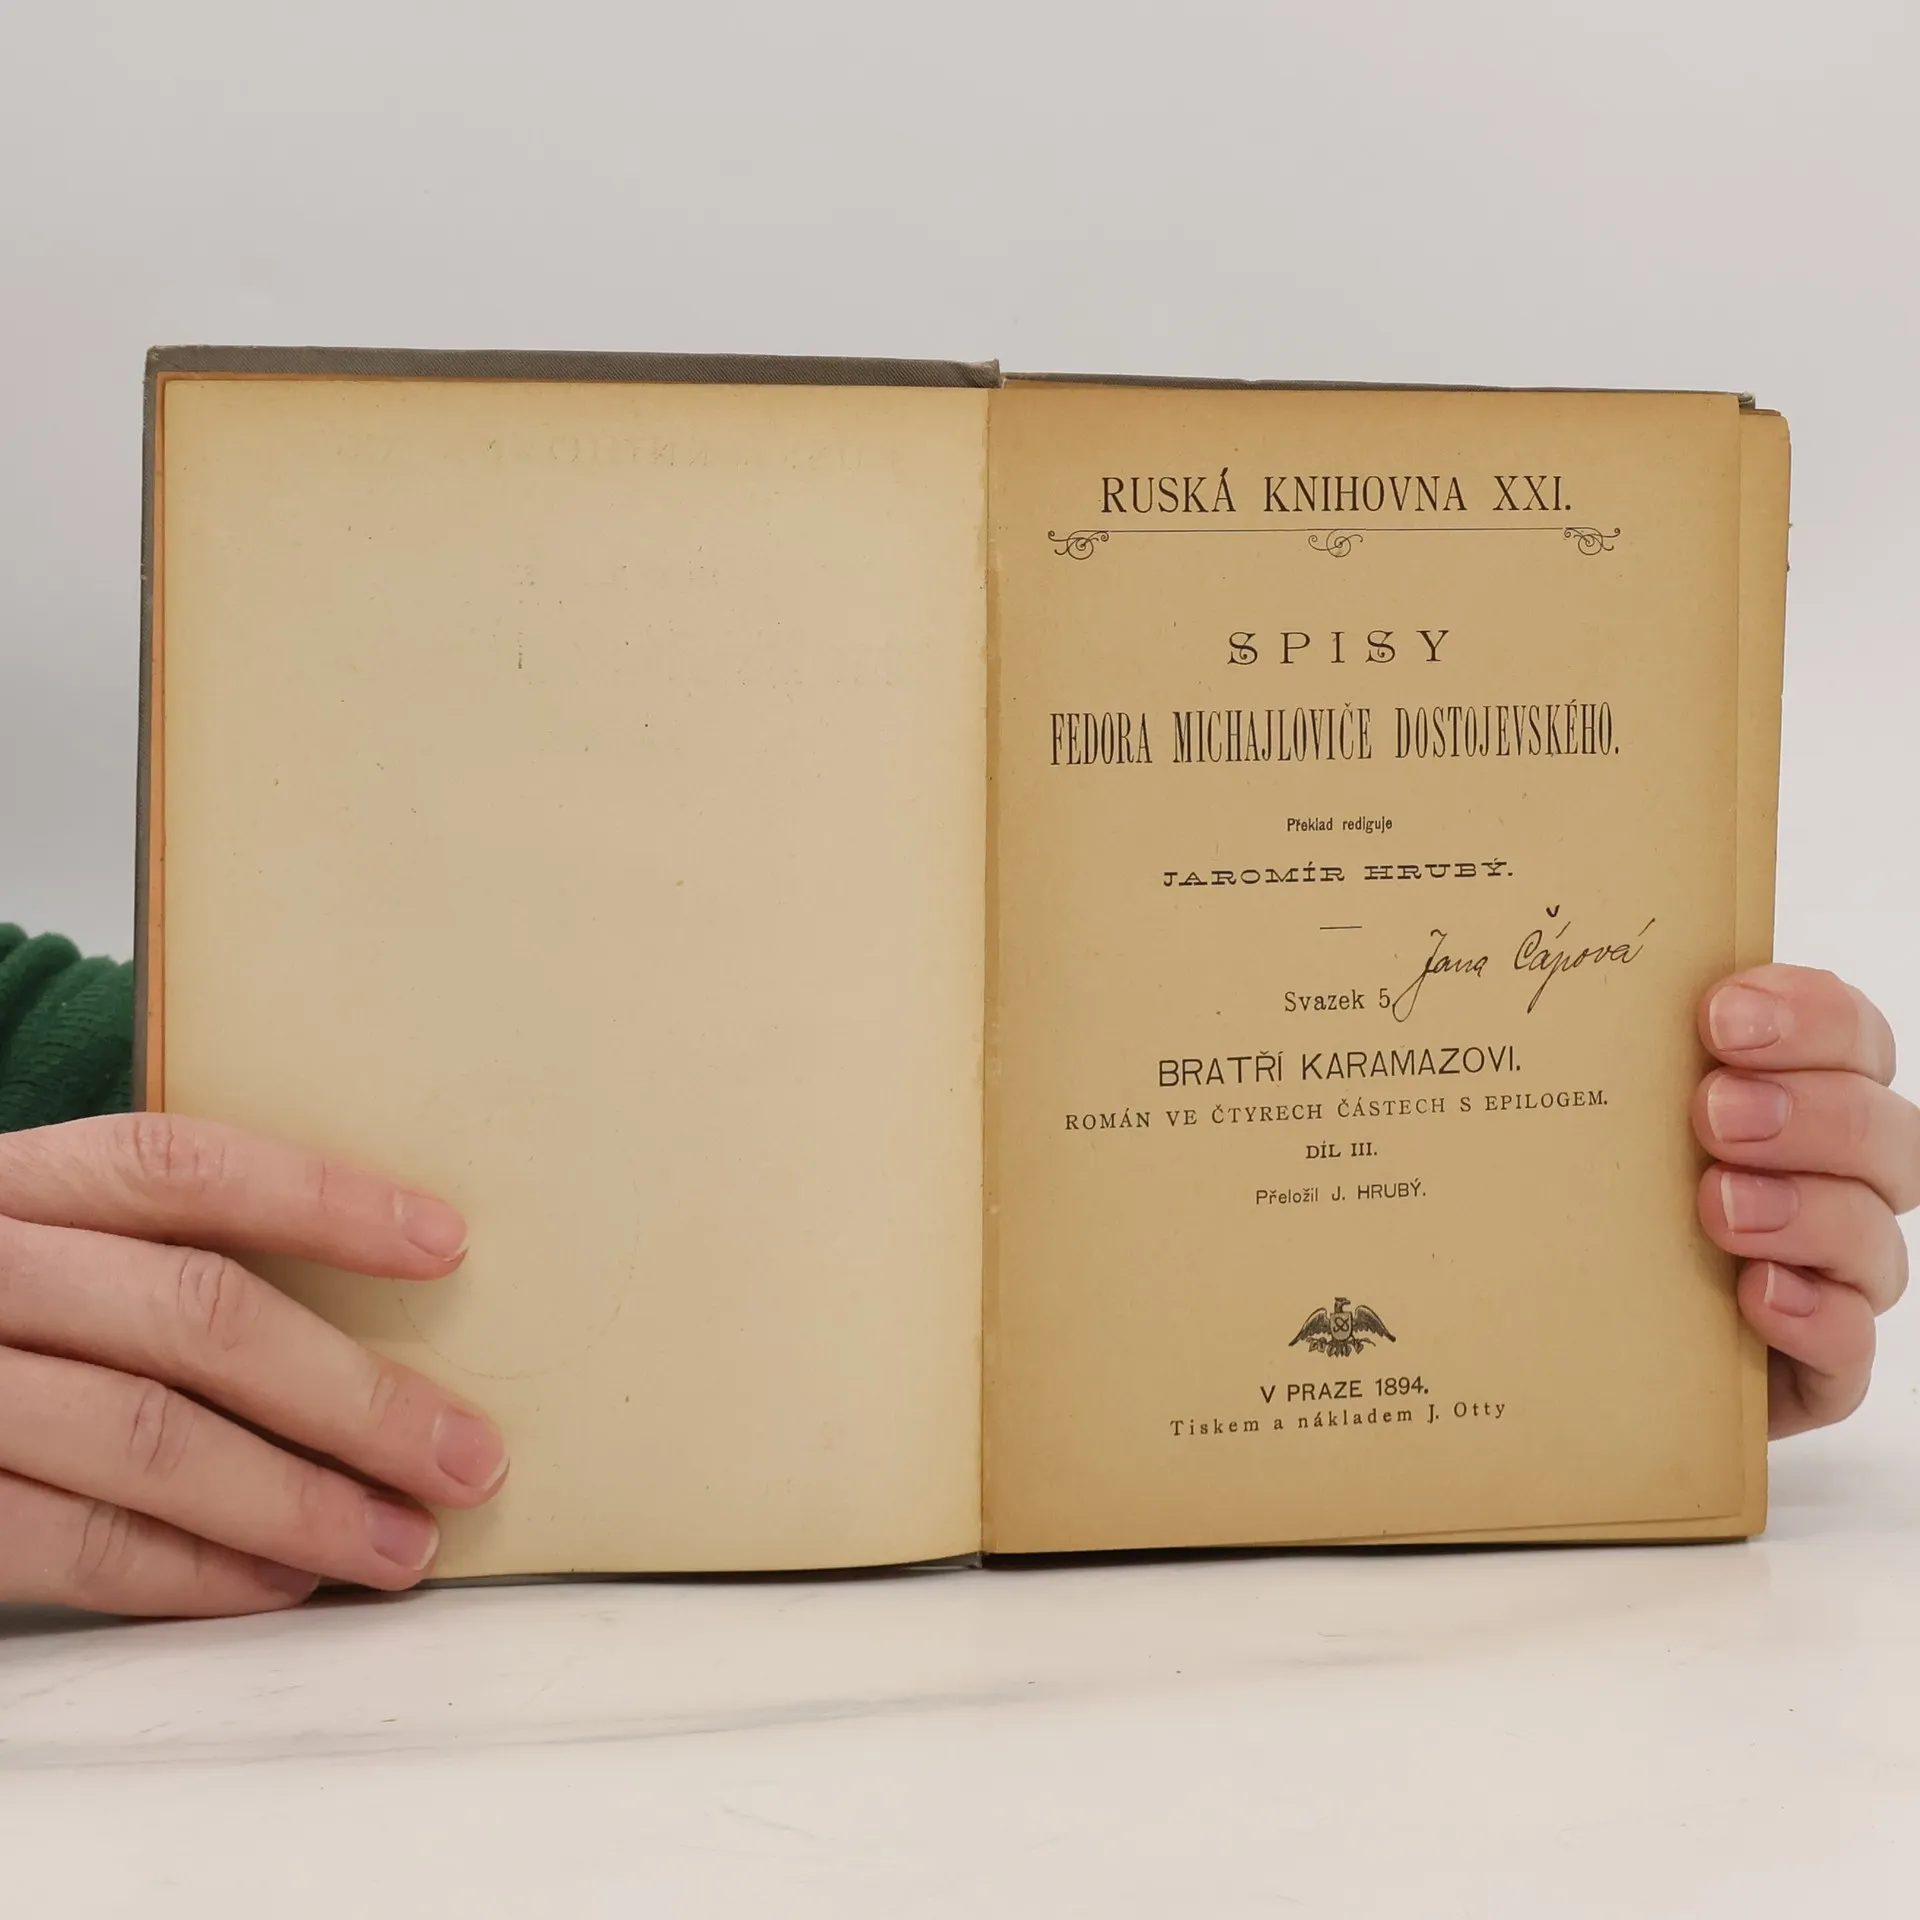 RUSKÁ KNIHOVNA XXI.
SPISY
FEDORA MICHAJLOVIČE DOSTOJEVSKÉHO.
Překlad rediguje
JAROMÍR HRUBÝ.
Jana Čápová
Svazek 5
BRATŘÍ KARAMAZOVI.
ROMÁN VE ČTYRECH ČÁSTECH S EPILOGEM.
DÍL III.
Přeložil J. HRUBÝ.
V PRAZE 1894.
Tiskem a nákladem J. Otty